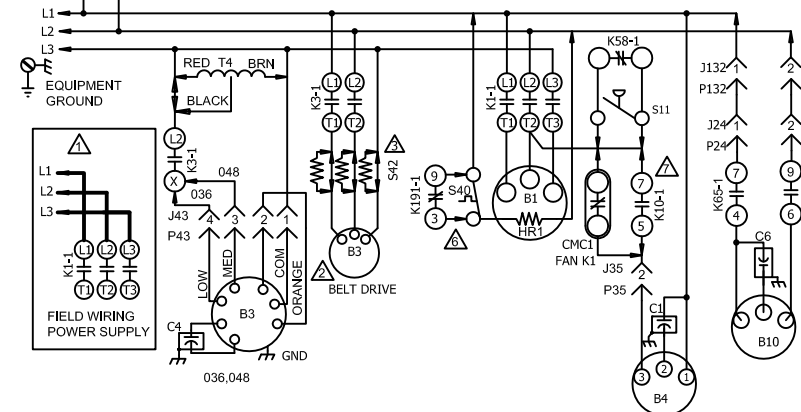 L1
L2
L3
EQUIPMENT
GROUND
RED T4 BRN
BLACK
L2
K3-1
X
048
036
J43 4 3 2 1
P43
LOW
MED
COM
ORANGE
B3
C4
GND
036,048
1
L1
L2
L3
L1 L2 L3
K1-1
T1 T2 T3
FIELD WIRING
POWER SUPPLY
L1 L2
K3-1
T1 T2
3
S42
2
B3
BELT DRIVE
9
K191-1
3
S40
6
L1 L2 L3
K1-1
T1 T2 T3
B1
HR1
K58-1
S11
7
7
K10-1
5
CMC1
FAN K1
J35 2
P35
C1
3 2 1
B4
J132 1 2
P132
J24 1 2
P24
7 9
K65-1
4 6
C6
B10